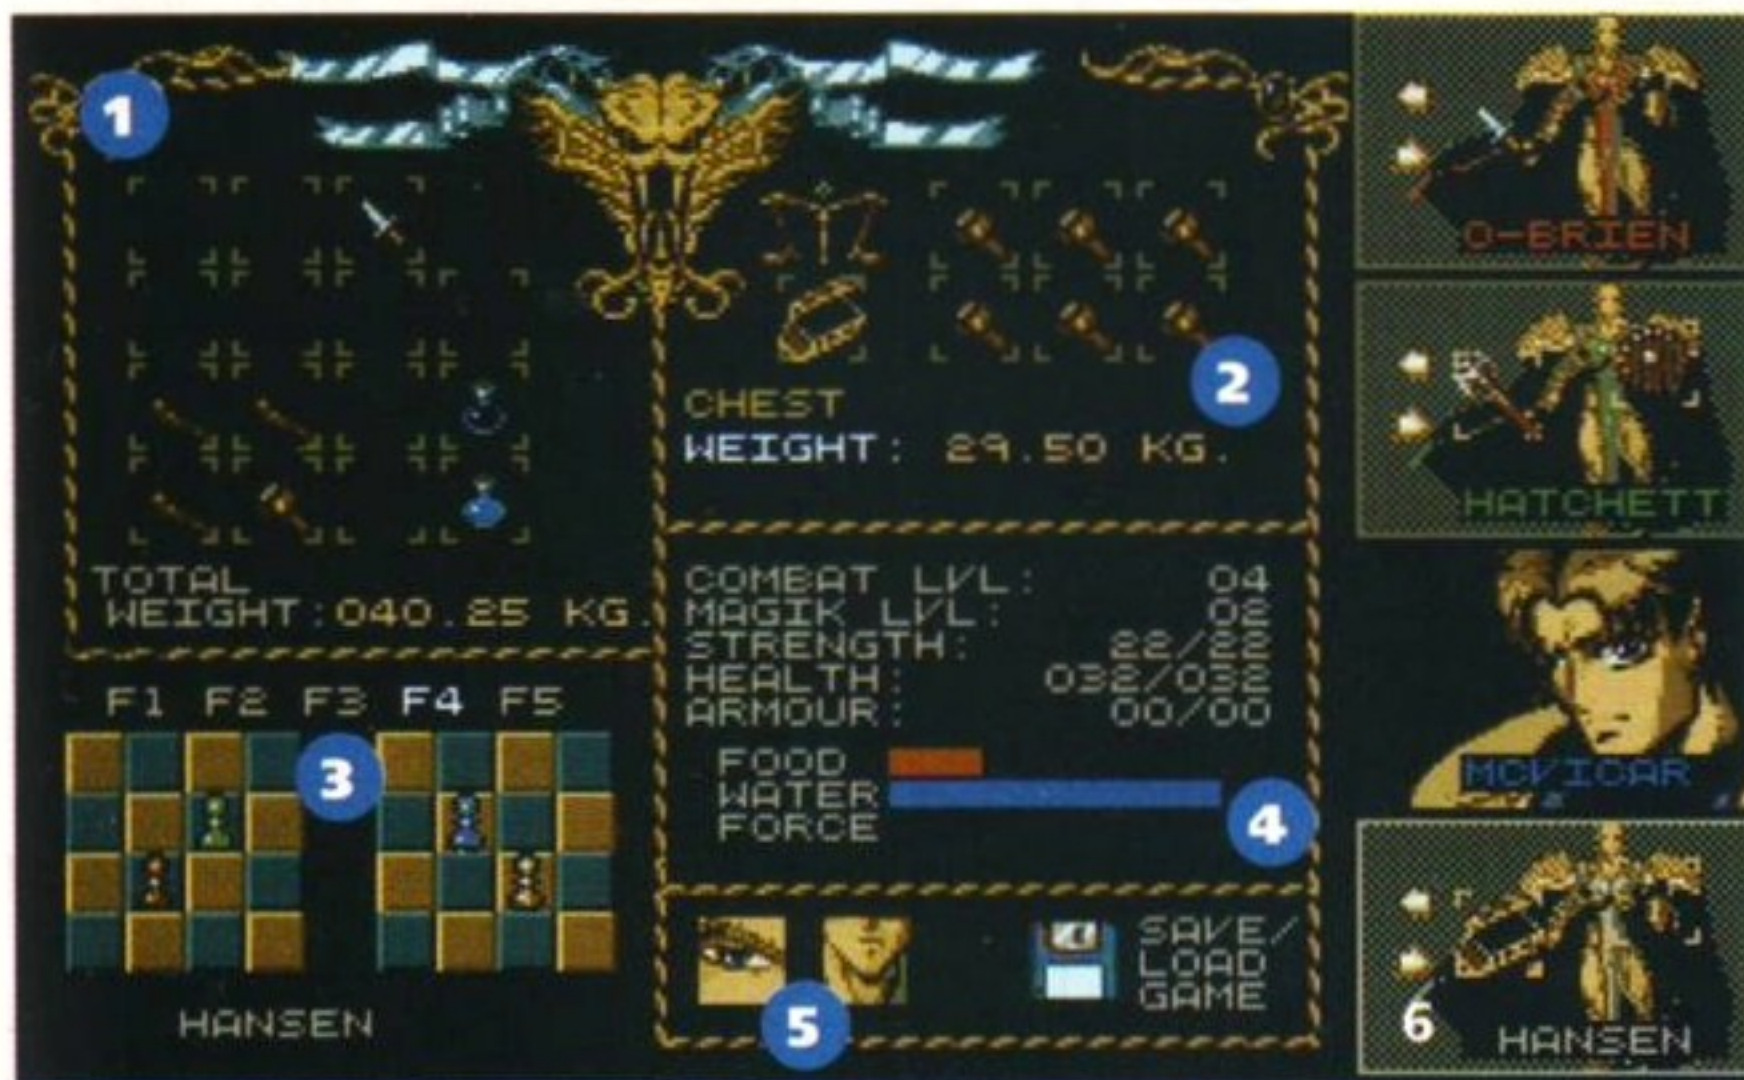 1
O-BRIEN
2
CHEST
WEIGHT: 29.50 KG.
HATCHETT
TOTAL
WEIGHT:040.25 KG.
COMBAT LVL: 04
MAGIK LVL: 02
STRENGTH: 22/22
HEALTH: 032/032
ARMOUR: 00/00
F1 F2 F3 F4 F5
3
FOOD
WATER
FORCE
4
MCVICAR
5
SAVE/
LOAD
GAME
HANSEN
6
HANSEN